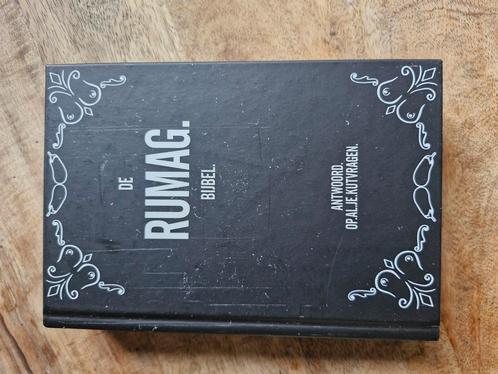 DE
RUMAG.
BIJBEL.
ANTWOORD.
OP.AL.JE.KUTVRAGEN.